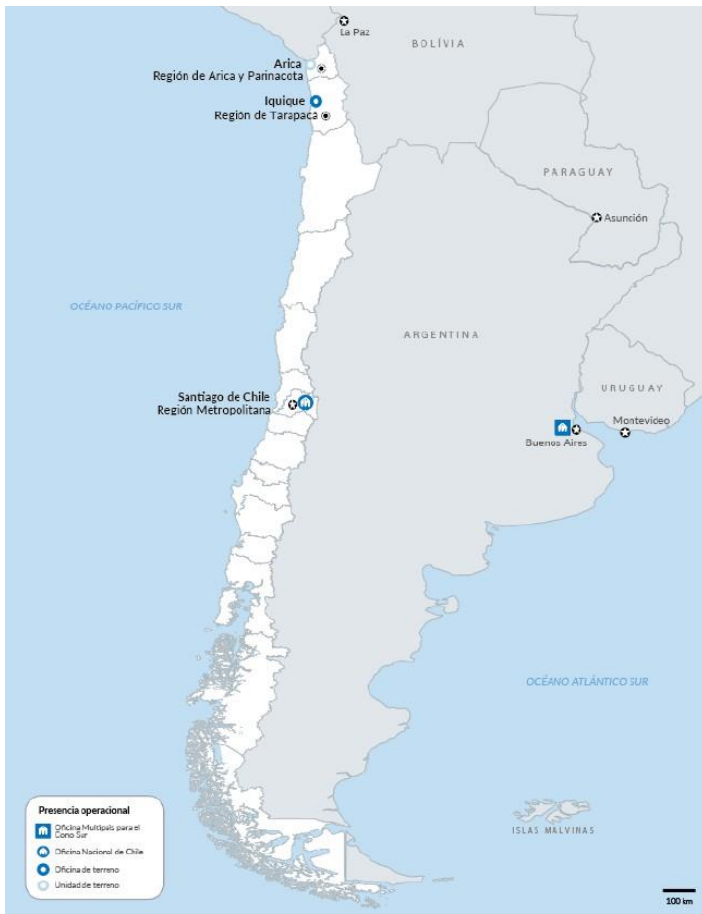 La Paz
BOLÍVIA
Arica
Región de Arica y Parinacota
Iquique
Región de Tarapacá
PARAGUAY
Asunción
OCÉANO PACÍFICO SUR
ARGENTINA
Santiago de Chile
Región Metropolitana
URUGUAY
Montevideo
Buenos Aires
OCÉANO ATLÁNTICO SUR
ISLAS MALVINAS
Presencia operacional
Oficina Multipaís para el
Cono Sur
Oficina Nacional de Chile
Oficina de terreno
Unidad de terreno
100 km